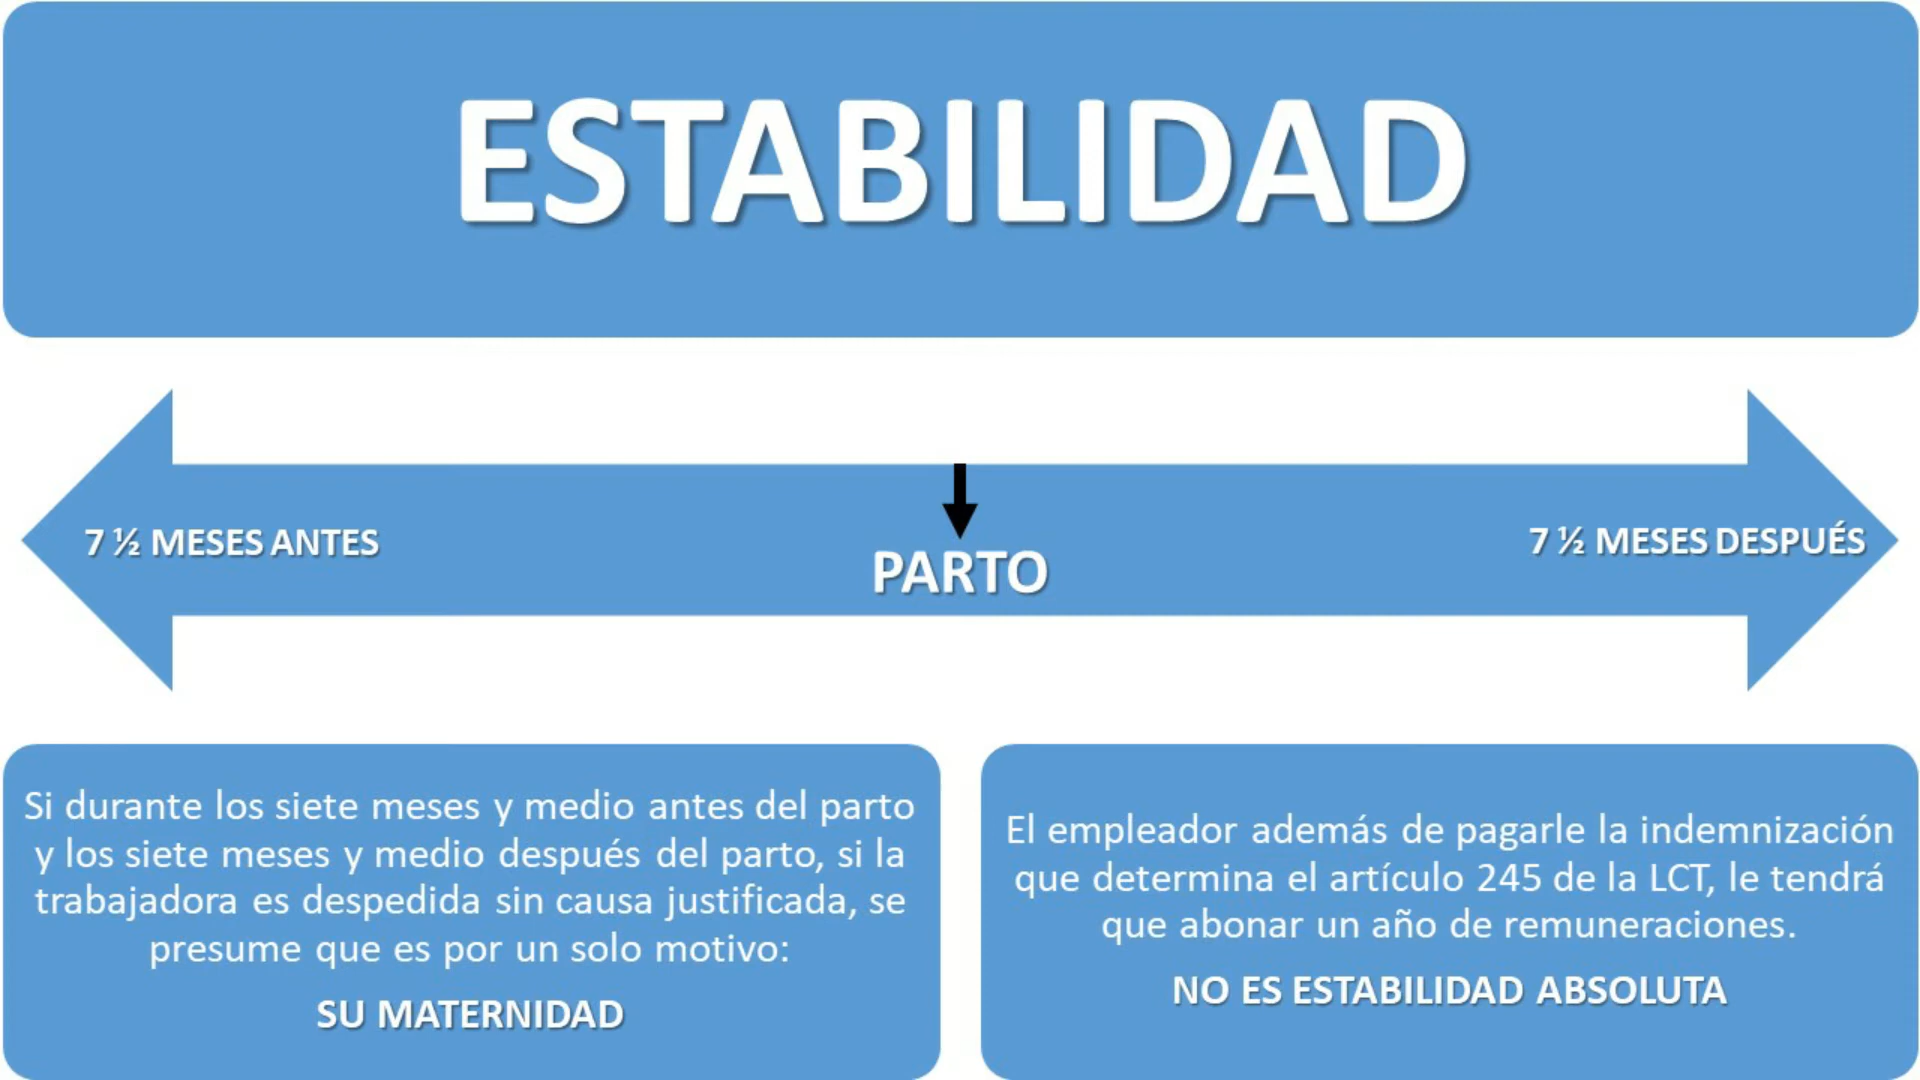 ESTABILIDAD
7 ½ MESES ANTES
PARTO
7 ½ MESES DESPUÉS
Si durante los siete meses y medio antes del parto
y los siete meses y medio después del parto, si la
trabajadora es despedida sin causa justificada, se
presume que es por un solo motivo:
SU MATERNIDAD
El empleador además de pagarle la indemnización
que determina el artículo 245 de la LCT, le tendrá
que abonar un año de remuneraciones.
NO ES ESTABILIDAD ABSOLUTA